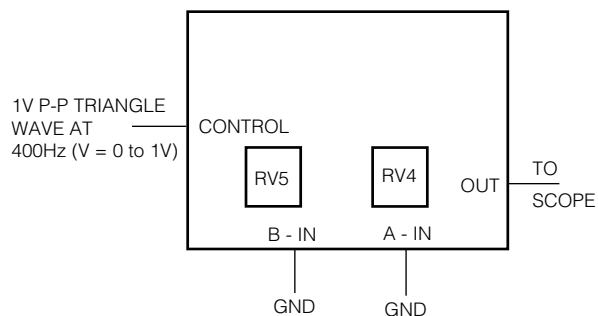 1V P-P TRIANGLE
WAVE AT
400Hz (V = 0 to 1V)
CONTROL
RV5
RV4
OUT
TO
SCOPE
B - IN
A - IN
GND
GND